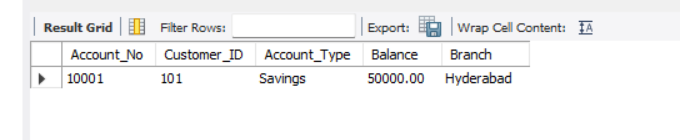 Result Grid Filter Rows: Export: Wrap Cell Content:
Account_No Customer_ID Account_Type Balance Branch
10001 101 Savings 50000.00 Hyderabad